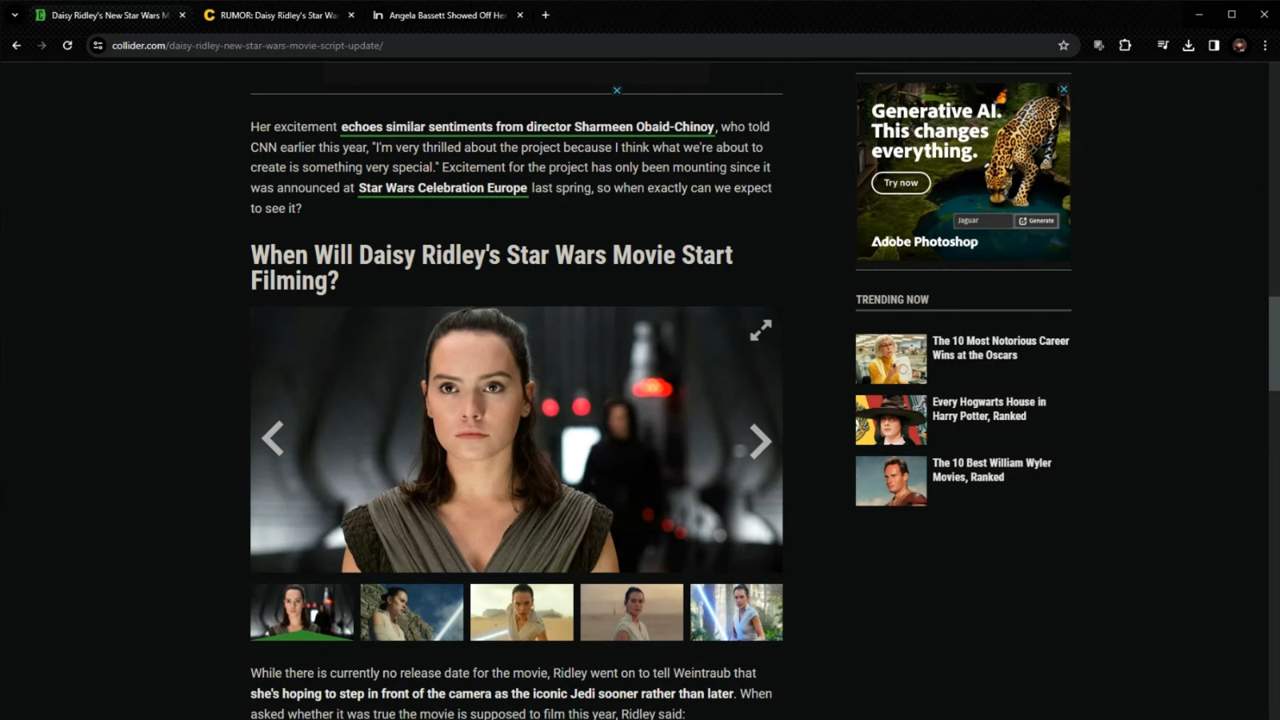 Daisy Ridley's New Star Wars M
RUMOR: Daisy Ridley's Star War
Angela Bassett Showed Off Her
collider.com/daisy-ridley-new-star-wars-movie-script-update/
Her excitement echoes similar sentiments from director Sharmeen Obaid-Chinoy, who told
CNN earlier this year, "I'm very thrilled about the project because I think what we're about to
create is something very special." Excitement for the project has only been mounting since it
was announced at Star Wars Celebration Europe last spring, so when exactly can we expect
to see it?
When Will Daisy Ridley's Star Wars Movie Start
Filming?
While there is currently no release date for the movie, Ridley went on to tell Weintraub that
she's hoping to step in front of the camera as the iconic Jedi sooner rather than later. When
asked whether it was true the movie is supposed to film this year, Ridley said:
Generative AI.
This changes
everything.
Try now
Jaguar
Generate
Adobe Photoshop
TRENDING NOW
The 10 Most Notorious Career
Wins at the Oscars
Every Hogwarts House in
Harry Potter, Ranked
The 10 Best William Wyler
Movies, Ranked